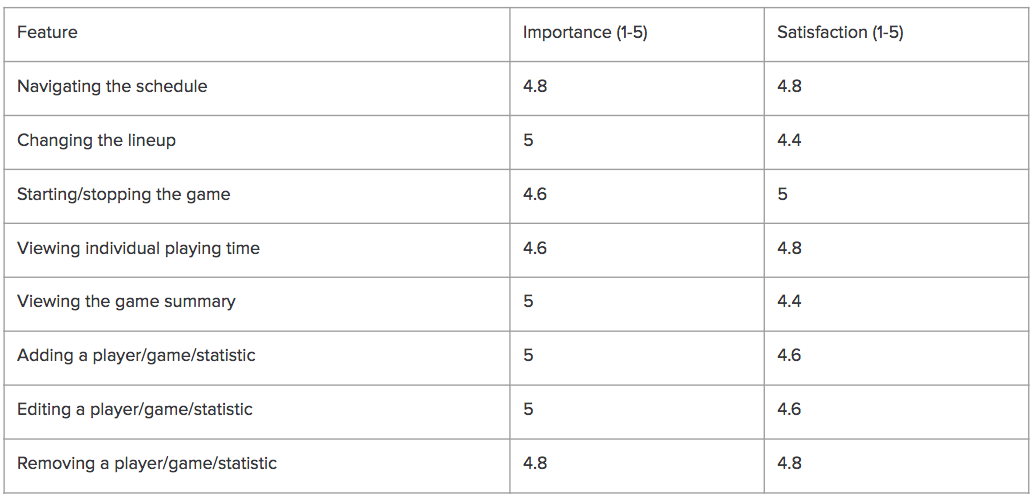 Feature Importance (1-5) Satisfaction (1-5)
Navigating the schedule 4.8 4.8
Changing the lineup 5 4.4
Starting/stopping the game 4.6 5
Viewing individual playing time 4.6 4.8
Viewing the game summary 5 4.4
Adding a player/game/statistic 5 4.6
Editing a player/game/statistic 5 4.6
Removing a player/game/statistic 4.8 4.8